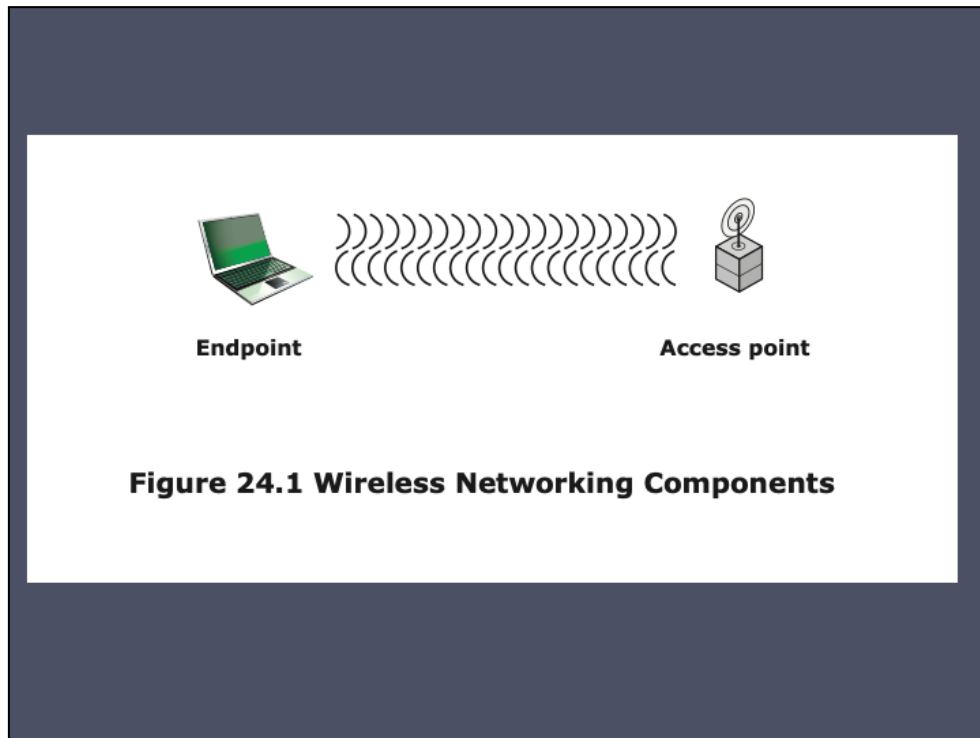 Endpoint
Access point
Figure 24.1 Wireless Networking Components